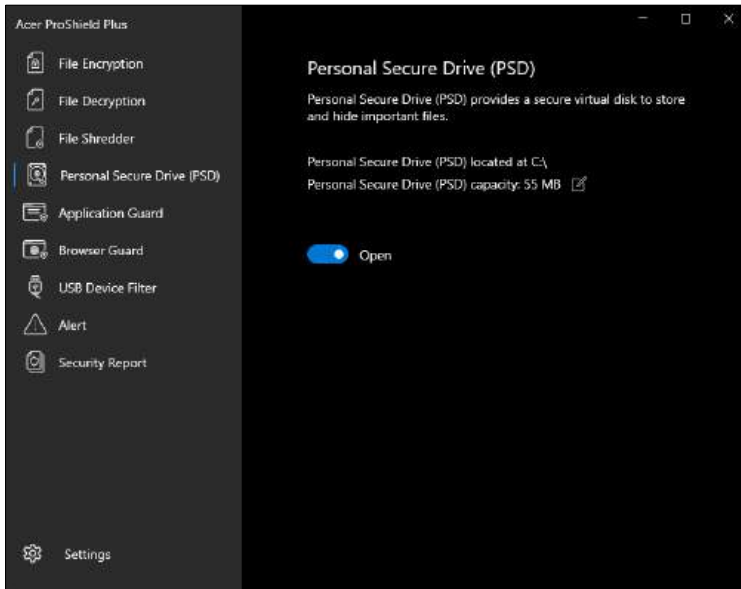 Acer ProShield Plus
File Encryption
File Decryption
File Shredder
Personal Secure Drive (PSD)
Application Guard
Browser Guard
USB Device Filter
Alert
Security Report
Settings
Personal Secure Drive (PSD)
Personal Secure Drive (PSD) provides a secure virtual disk to store
and hide important files.
Personal Secure Drive (PSD) located at C:\
Personal Secure Drive (PSD) capacity: 55 MB
Open